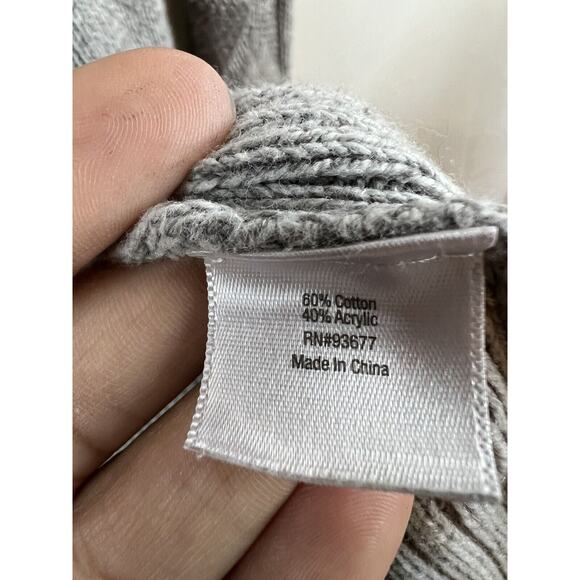 60% Cotton
40% Acrylic
RN#93677
Made In China